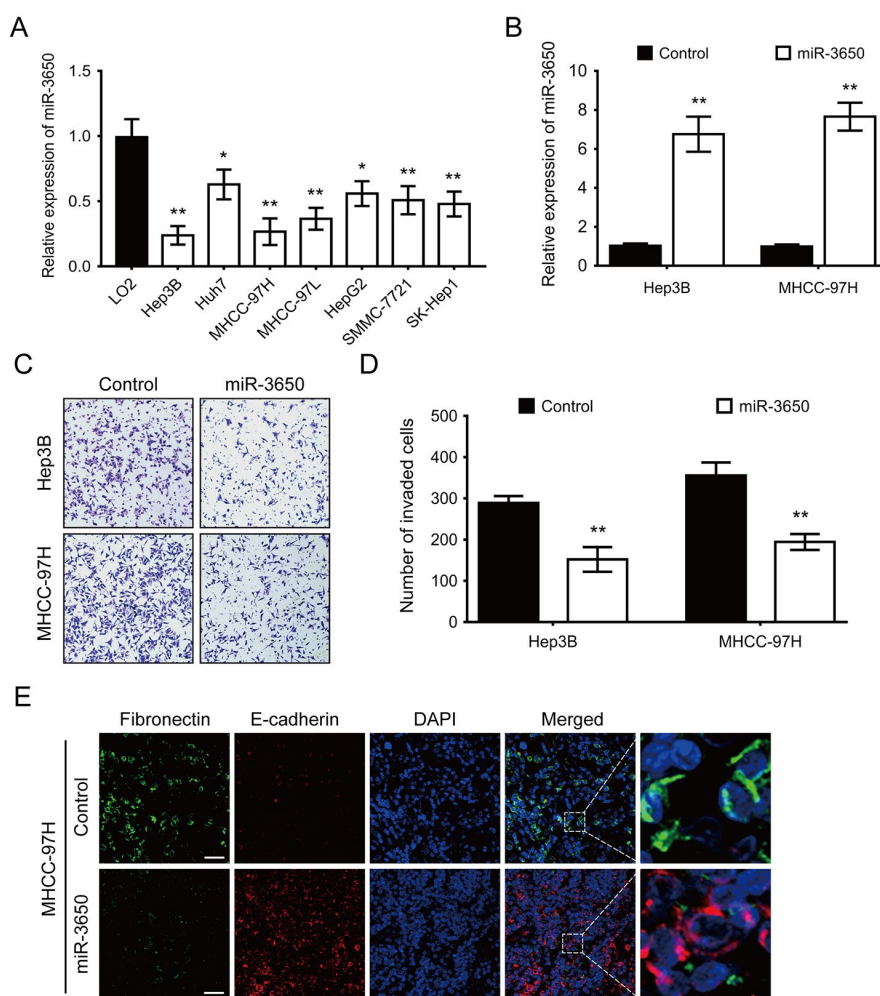 A
Relative expression of miR-3650
1.5
1.0
0.5
0.0
* ** ** ** * ** **
LO2 Hep3B Huh7 MHCC-97H MHCC-97L HepG2 SMMC-7721 SK-Hep1
B
Control miR-3650
Relative expression of miR-3650
10
8
6
4
2
0
** **
Hep3B MHCC-97H
C
Control miR-3650
Hep3B
MHCC-97H
D
Control miR-3650
Number of invaded cells
500
400
300
200
100
0
** **
Hep3B MHCC-97H
E
Fibronectin E-cadherin DAPI Merged
MHCC-97H
Control
miR-3650